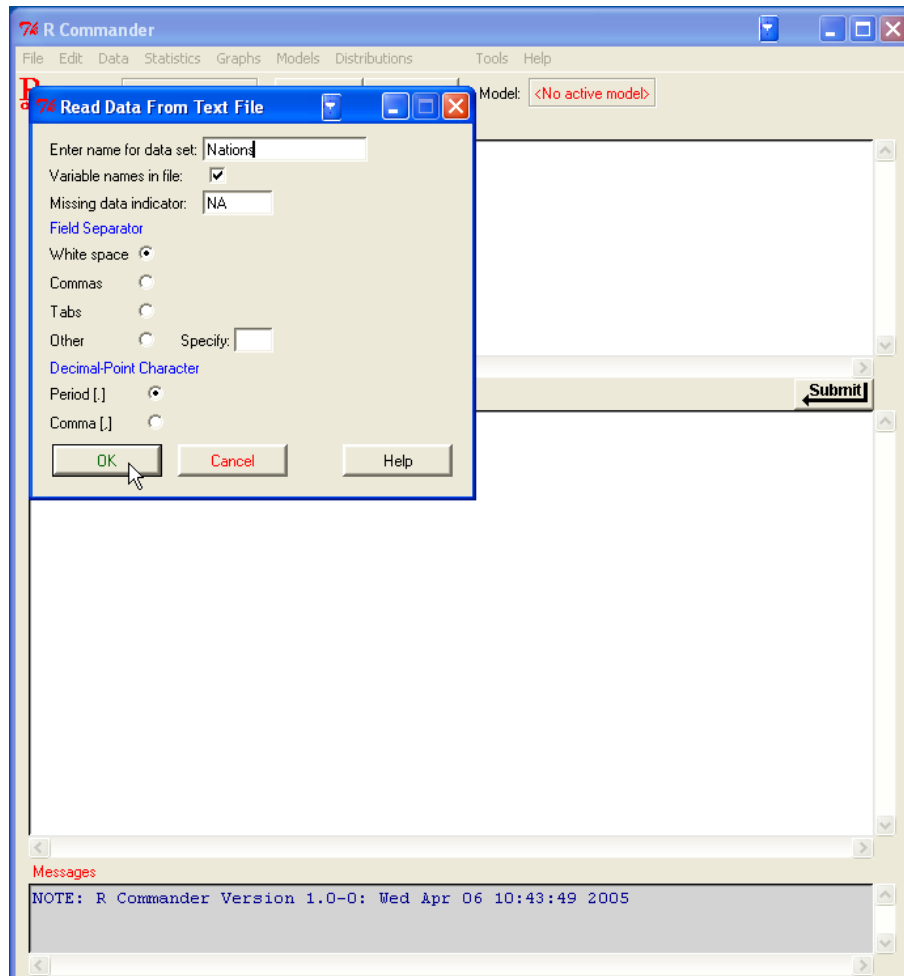 R Commander
File Edit Data Statistics Graphs Models Distributions Tools Help
Model: <No active model>
Read Data From Text File
Enter name for data set: Nations
Variable names in file:
Missing data indicator: NA
Field Separator
White space
Commas
Tabs
Other Specify:
Decimal-Point Character
Period [.]
Comma [,]
OK Cancel Help
Submit
Messages
NOTE: R Commander Version 1.0-0: Wed Apr 06 10:43:49 2005